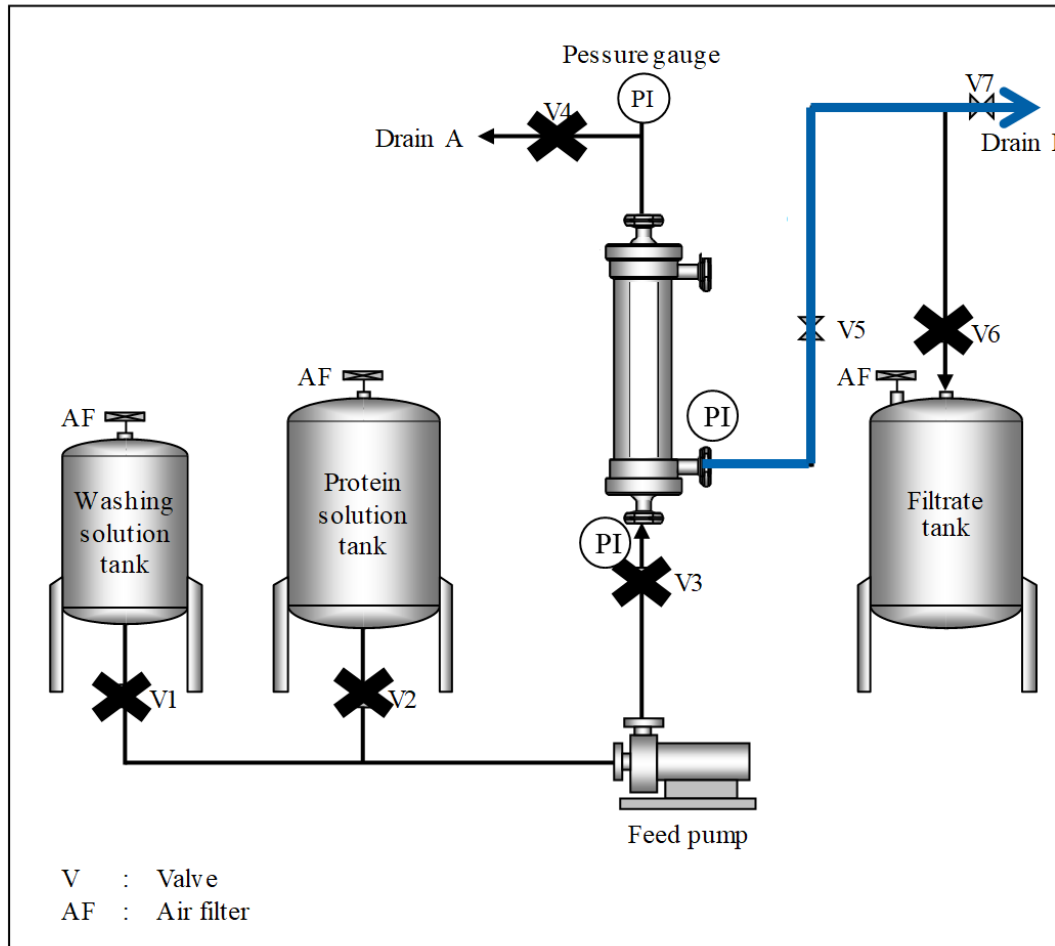 Pessure gauge
PI
V4
V7
Drain A
Drain
V5
V6
AF
AF
AF
PI
PI
V3
Washing
solution
tank
Protein
solution
tank
Filtrate
tank
V1
V2
Feed pump
V : Valve
AF : Air filter